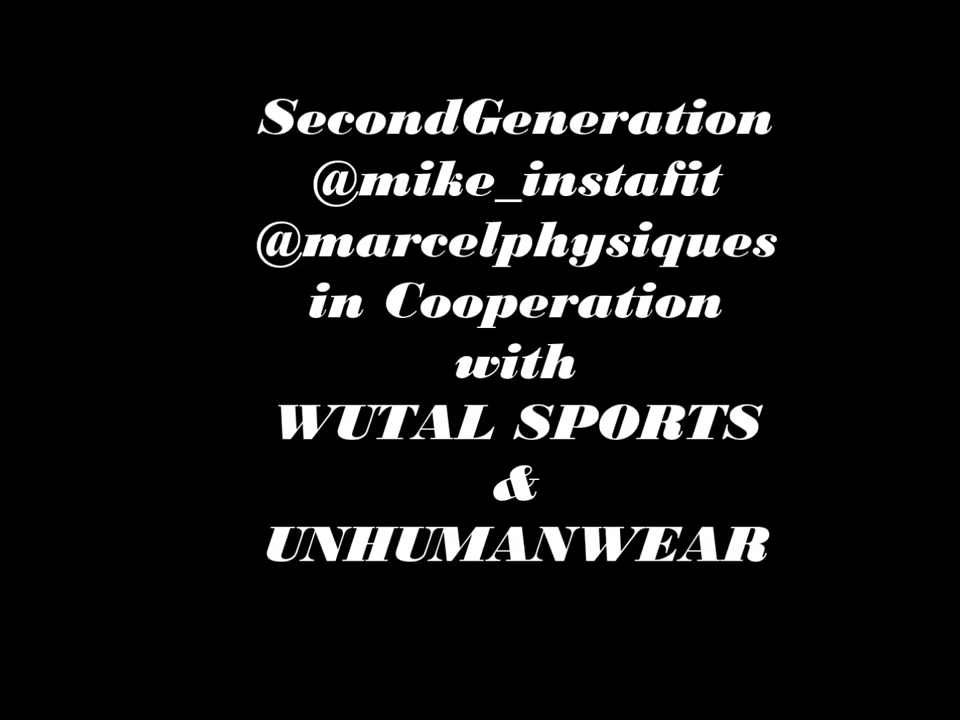 SecondGeneration
@mike_instafit
@marcelphysiques
in Cooperation
with
WUTAL SPORTS
&
UNHUMANWEAR